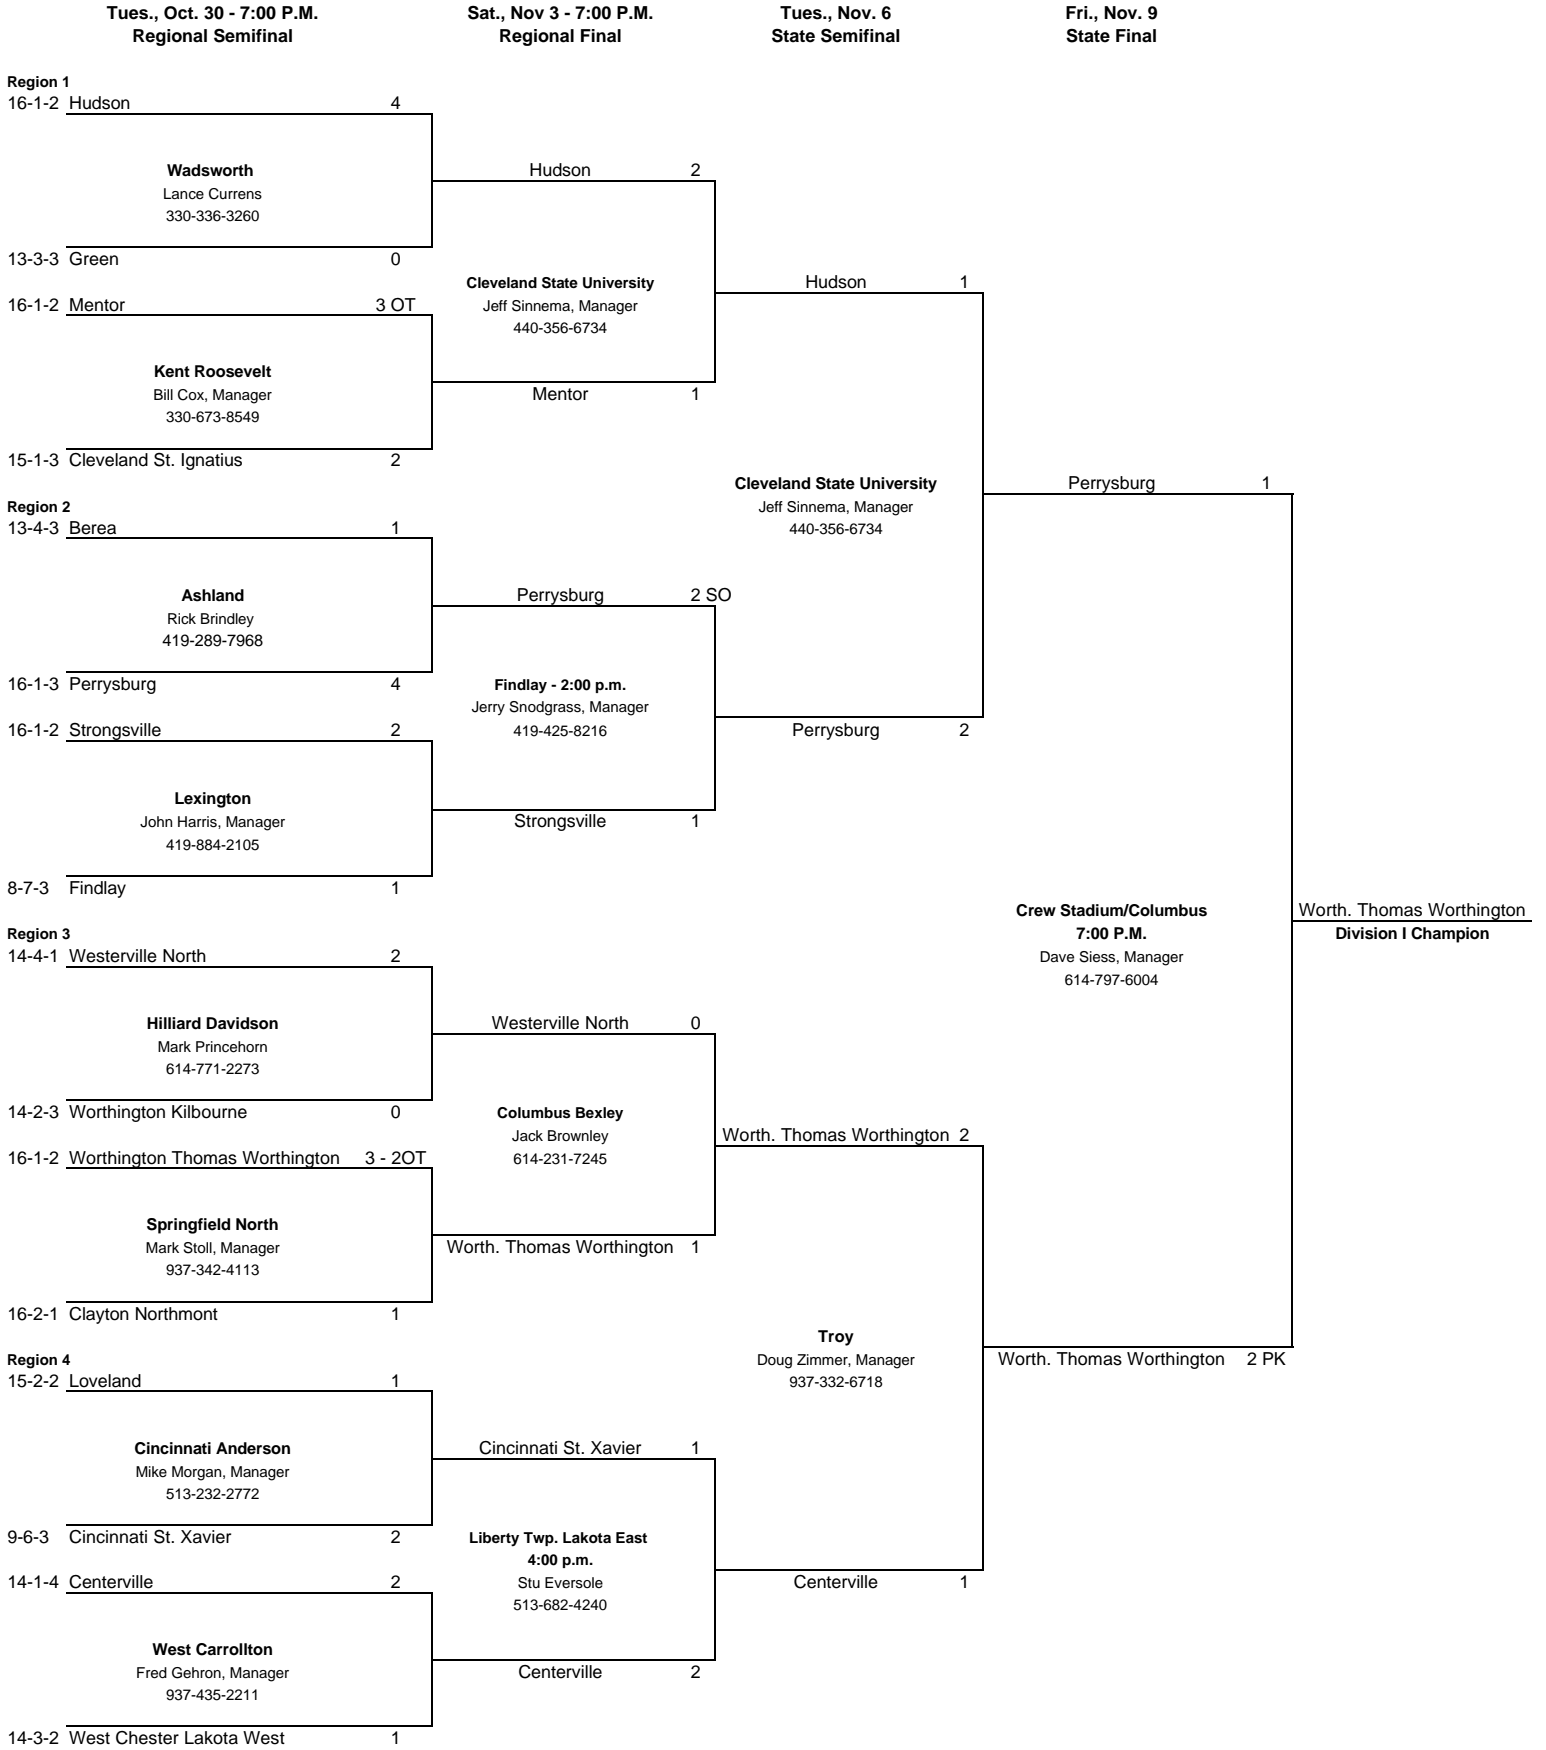 Tues., Oct. 30 - 7:00 P.M.
Regional Semifinal
Sat., Nov 3 - 7:00 P.M.
Regional Final
Tues., Nov. 6
State Semifinal
Fri., Nov. 9
State Final
Region 1
16-1-2 Hudson 4
Wadsworth
Lance Currens
330-336-3260
13-3-3 Green 0
16-1-2 Mentor 3 OT
Kent Roosevelt
Bill Cox, Manager
330-673-8549
15-1-3 Cleveland St. Ignatius 2
Region 2
13-4-3 Berea 1
Ashland
Rick Brindley
419-289-7968
16-1-3 Perrysburg 4
16-1-2 Strongsville 2
Lexington
John Harris, Manager
419-884-2105
8-7-3 Findlay 1
Region 3
14-4-1 Westerville North 2
Hilliard Davidson
Mark Princehorn
614-771-2273
14-2-3 Worthington Kilbourne 0
16-1-2 Worthington Thomas Worthington 3 - 2OT
Springfield North
Mark Stoll, Manager
937-342-4113
16-2-1 Clayton Northmont 1
Region 4
15-2-2 Loveland 1
Cincinnati Anderson
Mike Morgan, Manager
513-232-2772
9-6-3 Cincinnati St. Xavier 2
14-1-4 Centerville 2
West Carrollton
Fred Gehron, Manager
937-435-2211
14-3-2 West Chester Lakota West 1
Hudson 2
Cleveland State University
Jeff Sinnema, Manager
440-356-6734
Mentor 1
Perrysburg 2 SO
Findlay - 2:00 p.m.
Jerry Snodgrass, Manager
419-425-8216
Strongsville 1
Westerville North 0
Columbus Bexley
Jack Brownley
614-231-7245
Worth. Thomas Worthington 1
Cincinnati St. Xavier 1
Liberty Twp. Lakota East
4:00 p.m.
Stu Eversole
513-682-4240
Centerville 2
Hudson 1
Cleveland State University
Jeff Sinnema, Manager
440-356-6734
Perrysburg 2
Worth. Thomas Worthington 2
Troy
Doug Zimmer, Manager
937-332-6718
Centerville 1
Perrysburg 1
Crew Stadium/Columbus
7:00 P.M.
Dave Siess, Manager
614-797-6004
Worth. Thomas Worthington 2 PK
Worth. Thomas Worthington
Division I Champion